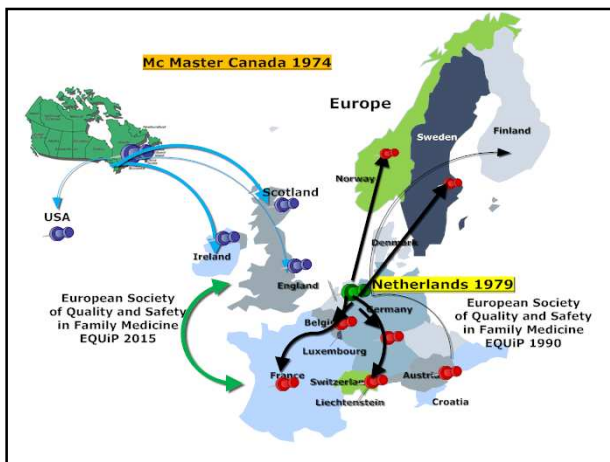 Mc Master Canada 1974
Europe
Finland
Sweden
Norway
Scotland
USA
Denmark
Ireland
England
Netherlands 1979
European Society
of Quality and Safety
in Family Medicine
EQUiP 2015
European Society
of Quality and Safety
in Family Medicine
EQUiP 1990
Germany
Luxembourg
France
Switzerland
Liechtenstein
Croatia